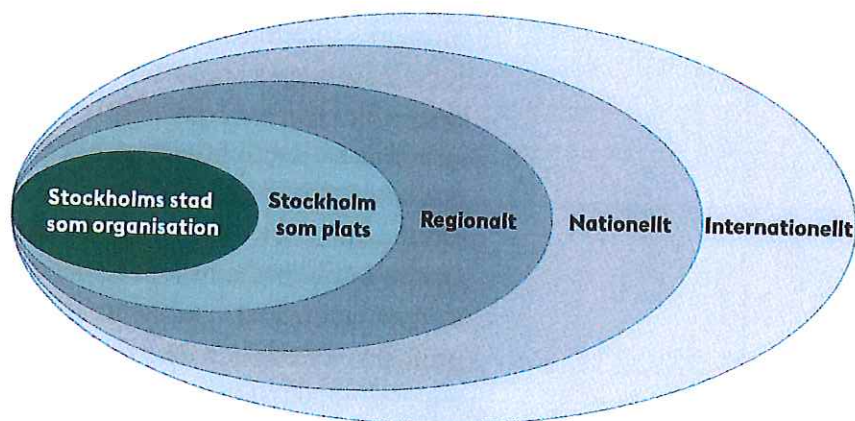 Stockholms stad
som organisation
Stockholm
som plats
Regionalt
Nationellt
Internationellt